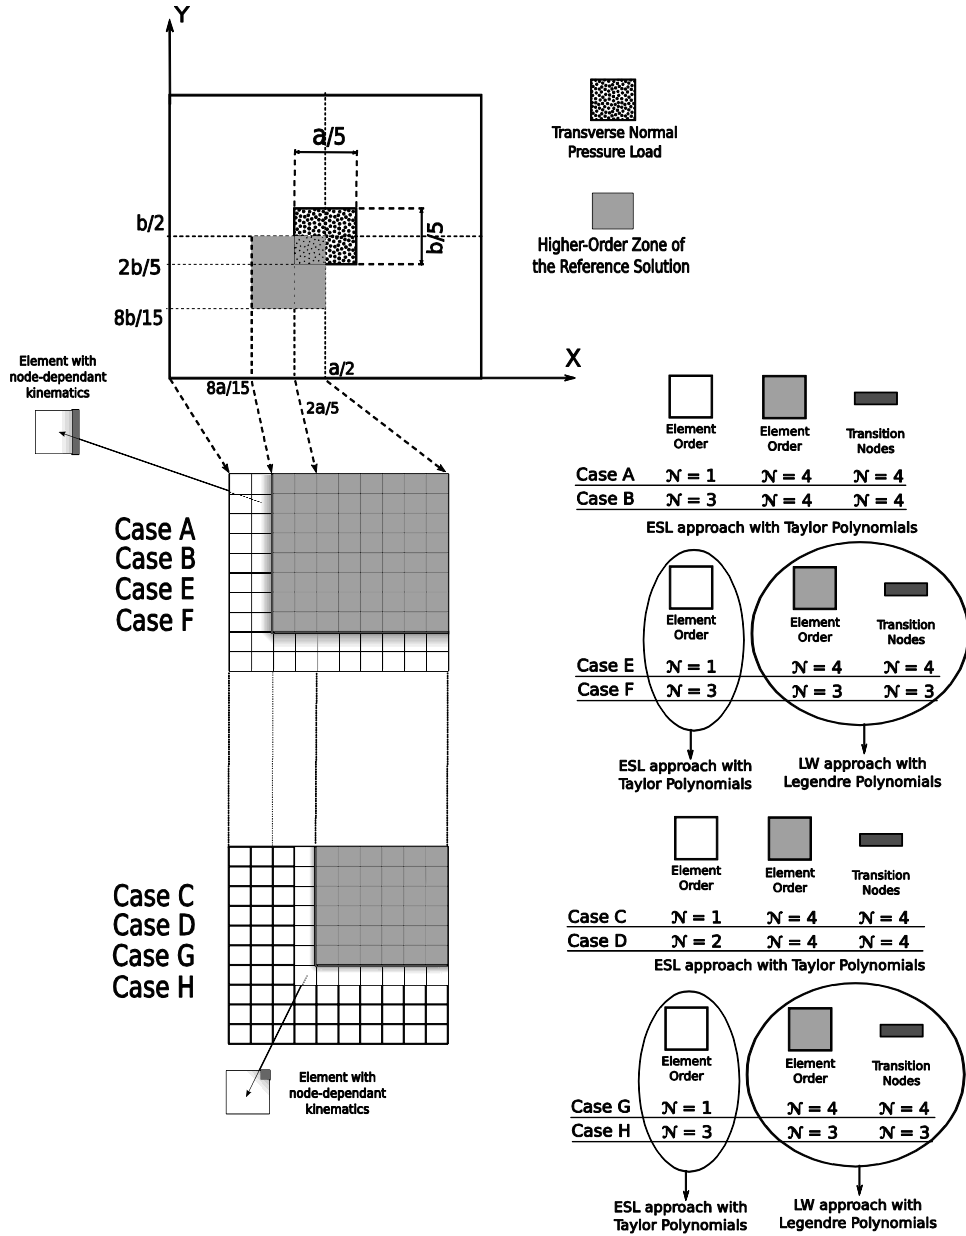 Y
a/5
Transverse Normal
Pressure Load
b/2
b/5
2b/5
Higher-Order Zone of
the Reference Solution
8b/15
X
a/2
8a/15
2a/5
Element with
node-dependant
kinematics
Element
Order
Element
Order
Transition
Nodes
Case A N = 1 N = 4 N = 4
Case B N = 3 N = 4 N = 4
ESL approach with Taylor Polynomials
Case A
Case B
Case E
Case F
Element
Order
Element
Order
Transition
Nodes
Case E N = 1 N = 4 N = 4
Case F N = 3 N = 3 N = 3
ESL approach with
Taylor Polynomials
LW approach with
Legendre Polynomials
Element
Order
Element
Order
Transition
Nodes
Case C N = 1 N = 4 N = 4
Case D N = 2 N = 4 N = 4
ESL approach with Taylor Polynomials
Case C
Case D
Case G
Case H
Element
Order
Element
Order
Transition
Nodes
Case G N = 1 N = 4 N = 4
Case H N = 3 N = 3 N = 3
Element with
node-dependant
kinematics
ESL approach with
Taylor Polynomials
LW approach with
Legendre Polynomials